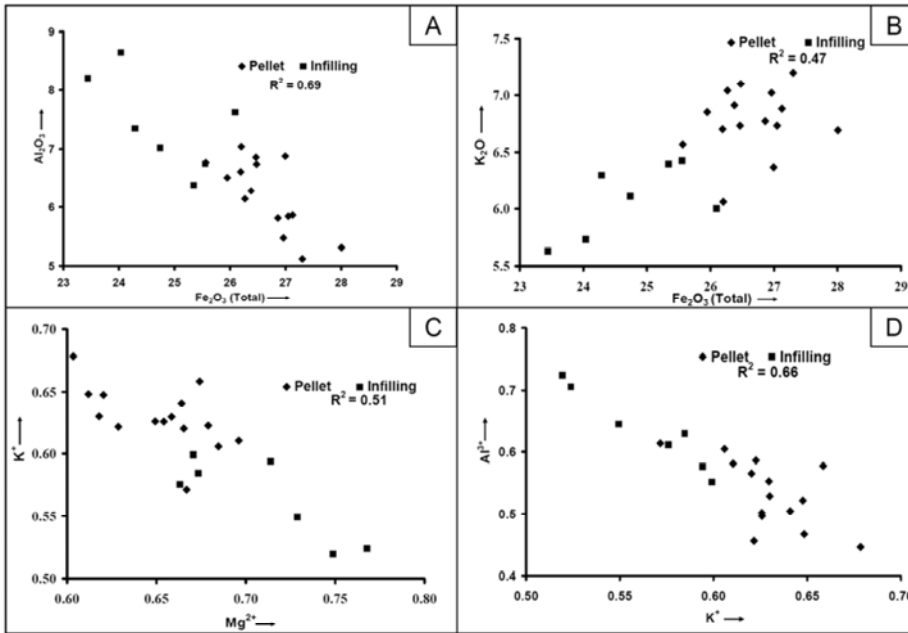 A
◆ Pellet ■ Infilling
R² = 0.69
Al₂O₃ →
9
8
7
6
5
23 24 25 26 27 28 29
Fe₂O₃ (Total) →
B
◆ Pellet ■ Infilling
R² = 0.47
K₂O →
7.5
7.0
6.5
6.0
5.5
23 24 25 26 27 28 29
Fe₂O₃ (Total) →
C
◆ Pellet ■ Infilling
R² = 0.51
K⁺ →
0.70
0.65
0.60
0.55
0.50
0.60 0.65 0.70 0.75 0.80
Mg²⁺ →
D
◆ Pellet ■ Infilling
R² = 0.66
Al³⁺ →
0.8
0.7
0.6
0.5
0.4
0.50 0.55 0.60 0.65 0.70
K⁺ →